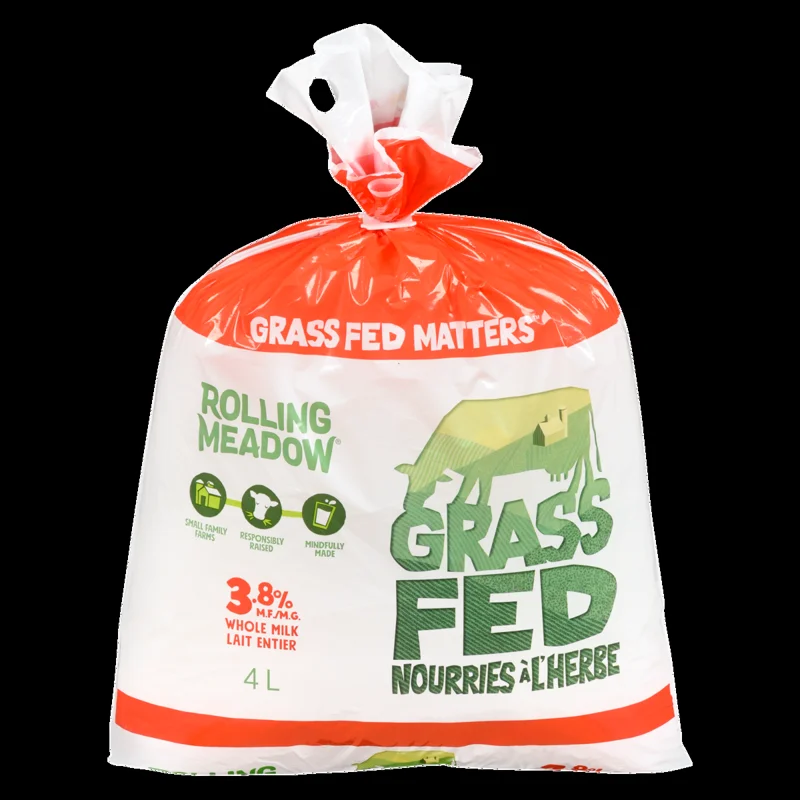 GRASS FED MATTERS
ROLLING
MEADOW®
SMALL FAMILY
FARMS
RESPONSIBLY
RAISED
MINDFULLY
MADE
3.8%
M.F./M.G.
WHOLE MILK
LAIT ENTIER
4 L
GRASS
FED
NOURRIES À L'HERBE
ROLLING